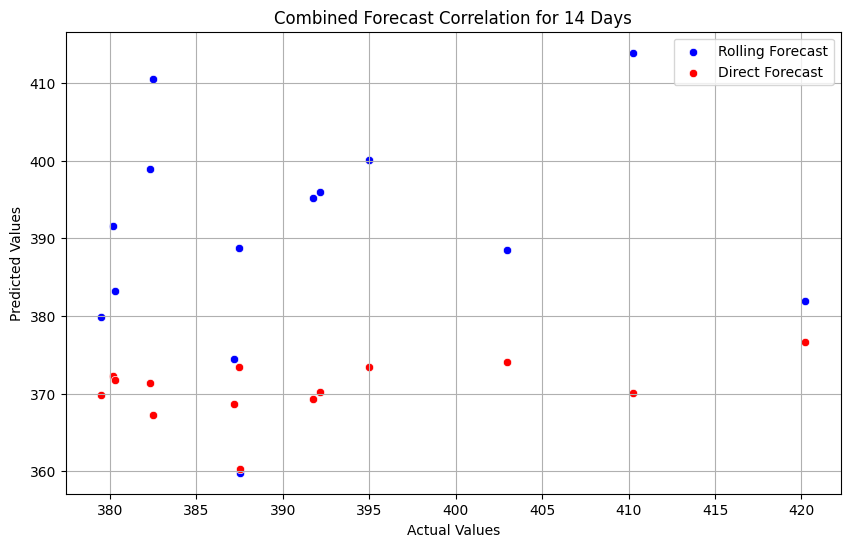 Combined Forecast Correlation for 14 Days
Rolling Forecast
Direct Forecast
Predicted Values
410
400
390
380
370
360
380 385 390 395 400 405 410 415 420
Actual Values